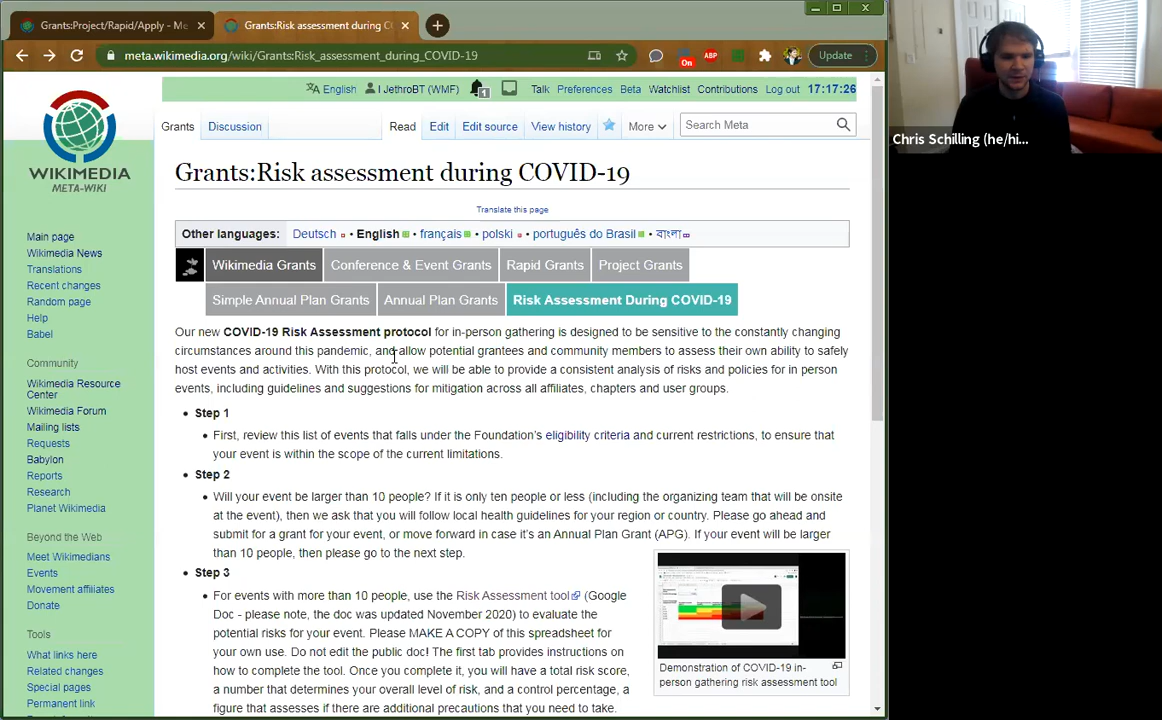 Grants:Project/Rapid/Apply - Me
Grants:Risk assessment during CO
meta.wikimedia.org/wiki/Grants:Risk_assessment_during_COVID-19
On
ABP
Update
English
I JethroBT (WMF)
1
Talk
Preferences
Beta
Watchlist
Contributions
Log out
17:17:26
Grants
Discussion
Read
Edit
Edit source
View history
More
Search Meta
WIKIMEDIA
META-WIKI
Main page
Wikimedia News
Translations
Recent changes
Random page
Help
Babel
Community
Wikimedia Resource
Center
Wikimedia Forum
Mailing lists
Requests
Babylon
Reports
Research
Planet Wikimedia
Beyond the Web
Meet Wikimedians
Events
Movement affiliates
Donate
Tools
What links here
Related changes
Special pages
Permanent link
Grants:Risk assessment during COVID-19
Translate this page
Other languages: Deutsch • English • français • polski • português do Brasil • বাংলা
Wikimedia Grants
Conference & Event Grants
Rapid Grants
Project Grants
Simple Annual Plan Grants
Annual Plan Grants
Risk Assessment During COVID-19
Our new COVID-19 Risk Assessment protocol for in-person gathering is designed to be sensitive to the constantly changing
circumstances around this pandemic, and allow potential grantees and community members to assess their own ability to safely
host events and activities. With this protocol, we will be able to provide a consistent analysis of risks and policies for in person
events, including guidelines and suggestions for mitigation across all affiliates, chapters and user groups.
• Step 1
• First, review this list of events that falls under the Foundation's eligibility criteria and current restrictions, to ensure that
your event is within the scope of the current limitations.
• Step 2
• Will your event be larger than 10 people? If it is only ten people or less (including the organizing team that will be onsite
at the event), then we ask that you will follow local health guidelines for your region or country. Please go ahead and
submit for a grant for your event, or move forward in case it's an Annual Plan Grant (APG). If your event will be larger
than 10 people, then please go to the next step.
• Step 3
• For events with more than 10 people, use the Risk Assessment tool (Google
Doc - please note, the doc was updated November 2020) to evaluate the
potential risks for your event. Please MAKE A COPY of this spreadsheet for
your own use. Do not edit the public doc! The first tab provides instructions on
how to complete the tool. Once you complete it, you will have a total risk score,
a number that determines your overall level of risk, and a control percentage, a
figure that assesses if there are additional precautions that you need to take.
Demonstration of COVID-19 in-
person gathering risk assessment tool
Chris Schilling (he/hi...